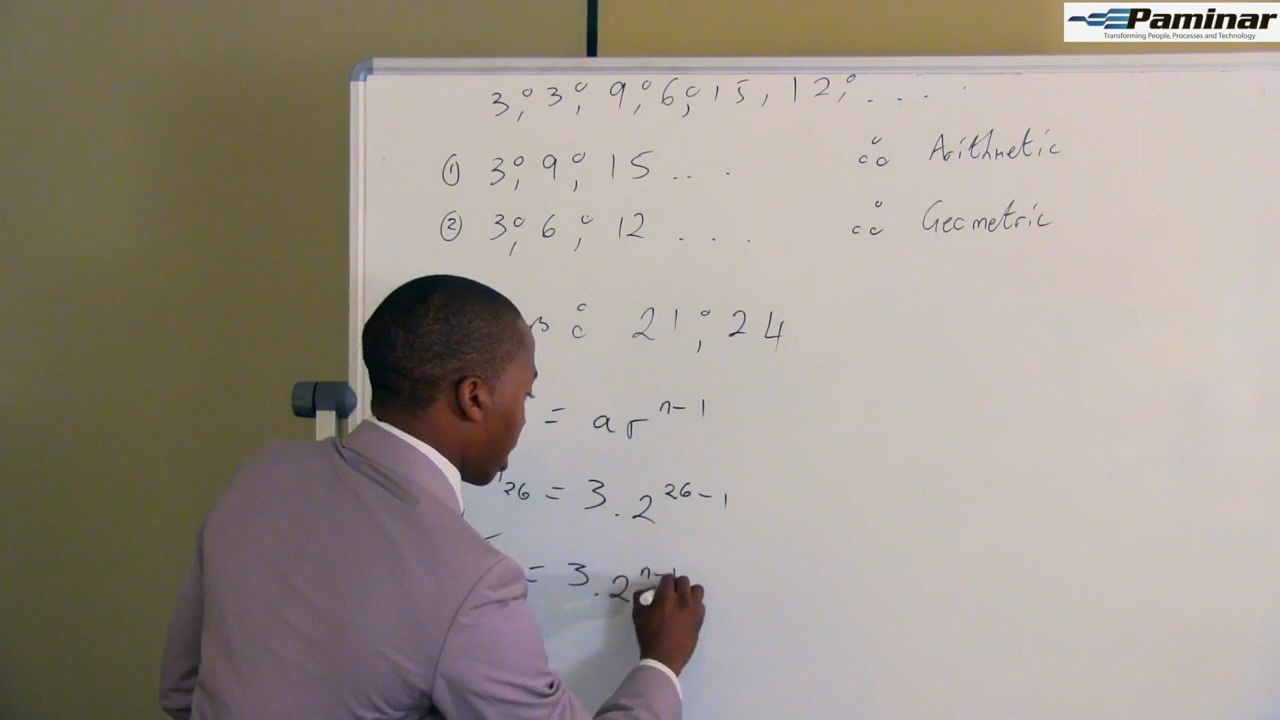 Paminar
Transforming People, Processes and Technology
3; 3; 9; 6; 15, 12; ...
① 3; 9; 15 ... ∴ Arithmetic
② 3; 6; 12 ... ∴ Geometric
: 21; 24
= ar^n-1
26 = 3.2^26-1
= 3.2^n-1